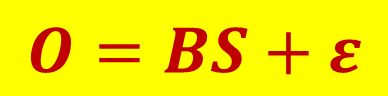 O = BS + ε